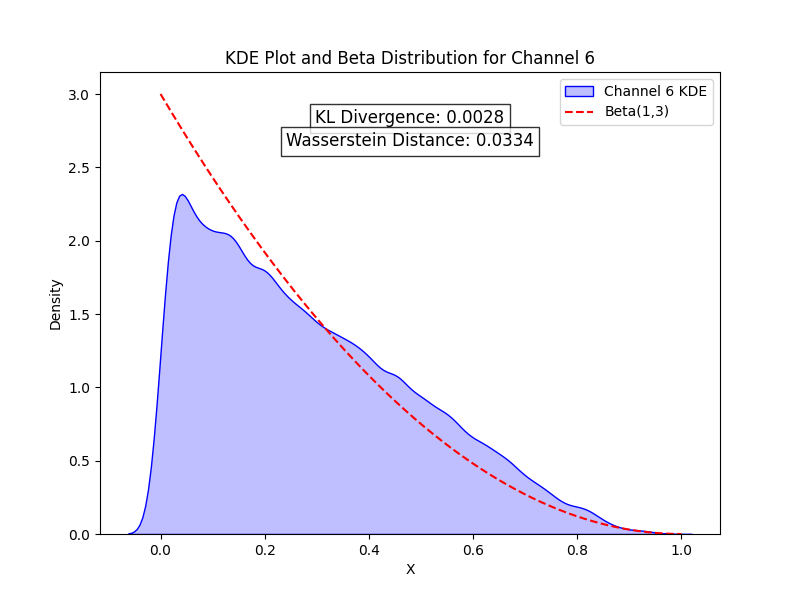 KDE Plot and Beta Distribution for Channel 6
KL Divergence: 0.0028
Wasserstein Distance: 0.0334
Channel 6 KDE
Beta(1,3)
Density
3.0
2.5
2.0
1.5
1.0
0.5
0.0
0.0 0.2 0.4 0.6 0.8 1.0
X